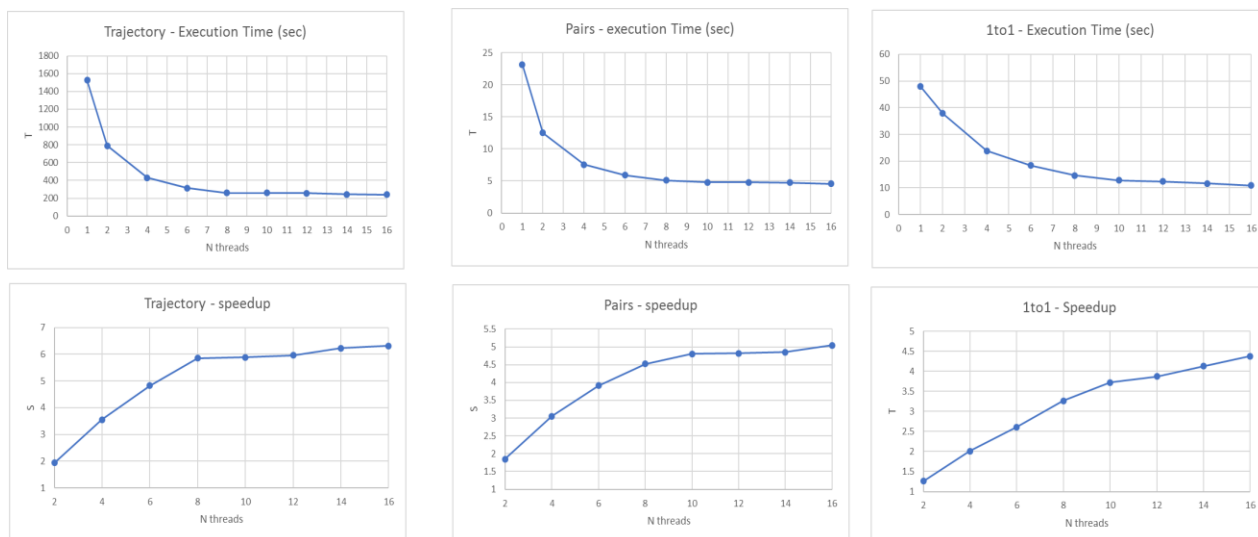 Trajectory - Execution Time (sec)
1800
1600
1400
1200
1000
800
600
400
200
0
T
0 1 2 3 4 5 6 7 8 9 10 11 12 13 14 15 16
N threads
Pairs - execution Time (sec)
25
20
15
10
5
0
T
0 1 2 3 4 5 6 7 8 9 10 11 12 13 14 15 16
N threads
1to1 - Execution Time (sec)
60
50
40
30
20
10
0
T
0 1 2 3 4 5 6 7 8 9 10 11 12 13 14 15 16
N threads
Trajectory - speedup
7
6
5
4
3
2
1
S
2 4 6 8 10 12 14 16
N threads
Pairs - speedup
5.5
5
4.5
4
3.5
3
2.5
2
1.5
1
S
2 4 6 8 10 12 14 16
N threads
1to1 - Speedup
5
4.5
4
3.5
3
2.5
2
1.5
1
T
2 4 6 8 10 12 14 16
N threads